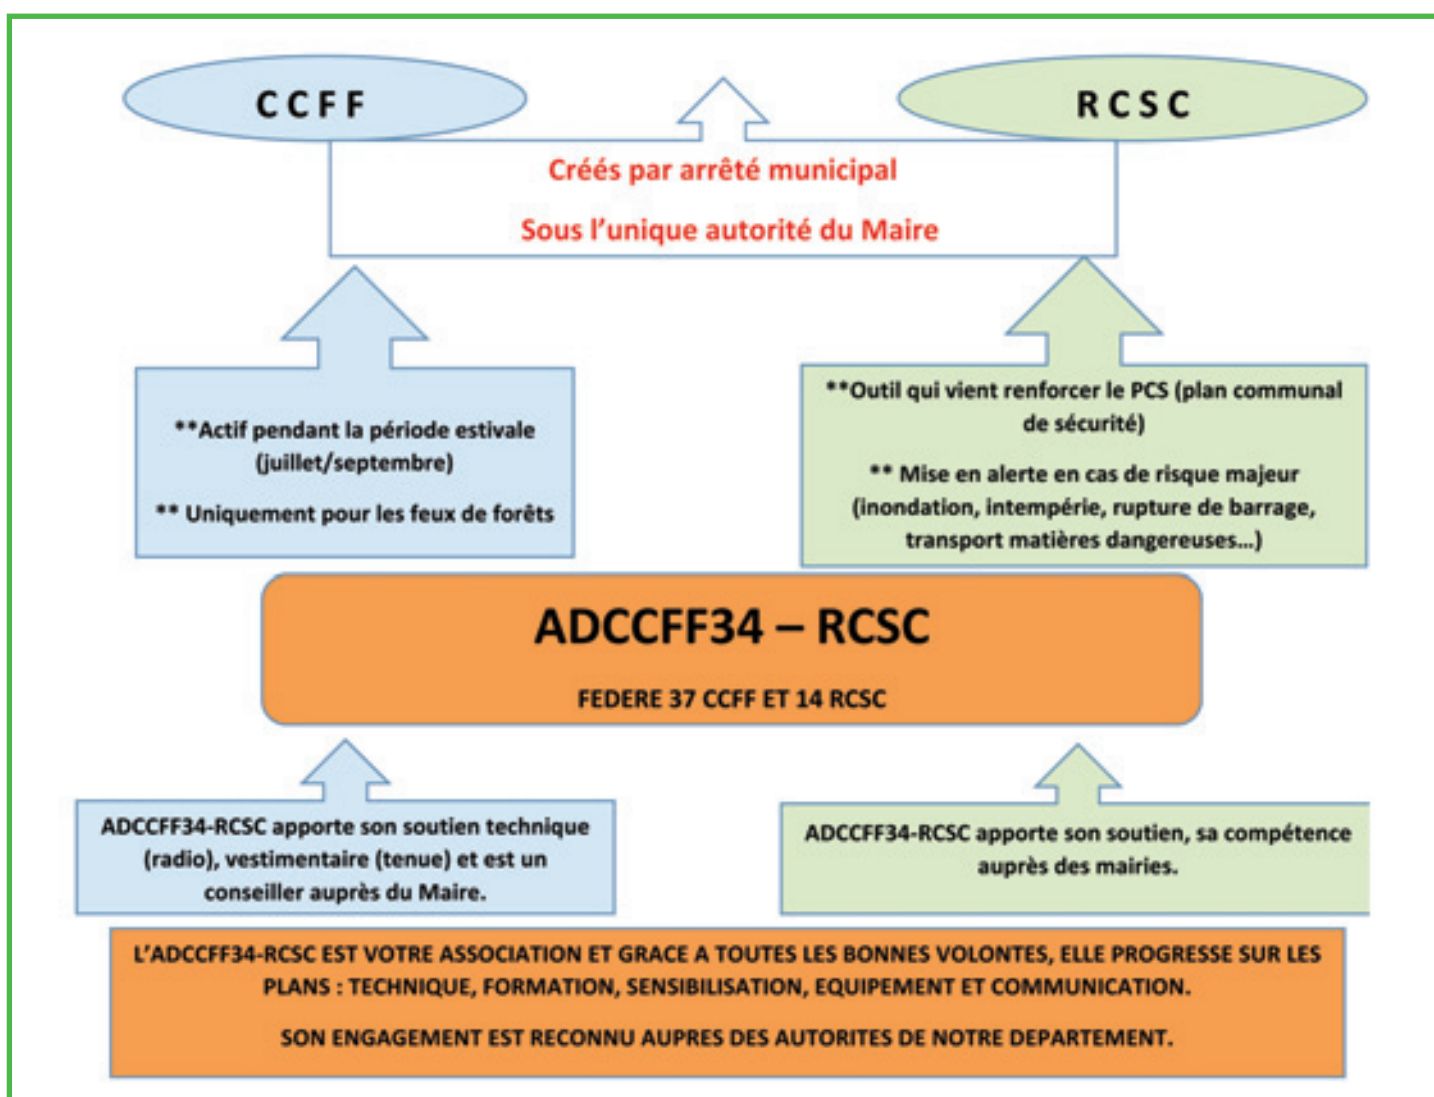 CCFF
RCSC
Créés par arrêté municipal
Sous l'unique autorité du Maire
**Actif pendant la période estivale
(juillet/septembre)
** Uniquement pour les feux de forêts
**Outil qui vient renforcer le PCS (plan communal
de sécurité)
** Mise en alerte en cas de risque majeur
(inondation, intempérie, rupture de barrage,
transport matières dangereuses...)
ADCCFF34 – RCSC
FEDERE 37 CCFF ET 14 RCSC
ADCCFF34-RCSC apporte son soutien technique
(radio), vestimentaire (tenue) et est un
conseiller auprès du Maire.
ADCCFF34-RCSC apporte son soutien, sa compétence
auprès des mairies.
L'ADCCFF34-RCSC EST VOTRE ASSOCIATION ET GRACE A TOUTES LES BONNES VOLONTES, ELLE PROGRESSE SUR LES
PLANS : TECHNIQUE, FORMATION, SENSIBILISATION, EQUIPEMENT ET COMMUNICATION.
SON ENGAGEMENT EST RECONNU AUPRES DES AUTORITES DE NOTRE DEPARTEMENT.